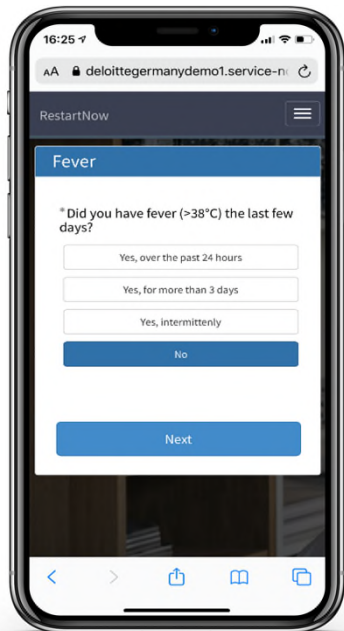 16:25
AA deloittegermanydemo1.service-n
RestartNow
Fever
*Did you have fever (>38°C) the last few
days?
Yes, over the past 24 hours
Yes, for more than 3 days
Yes, intermittenly
No
Next